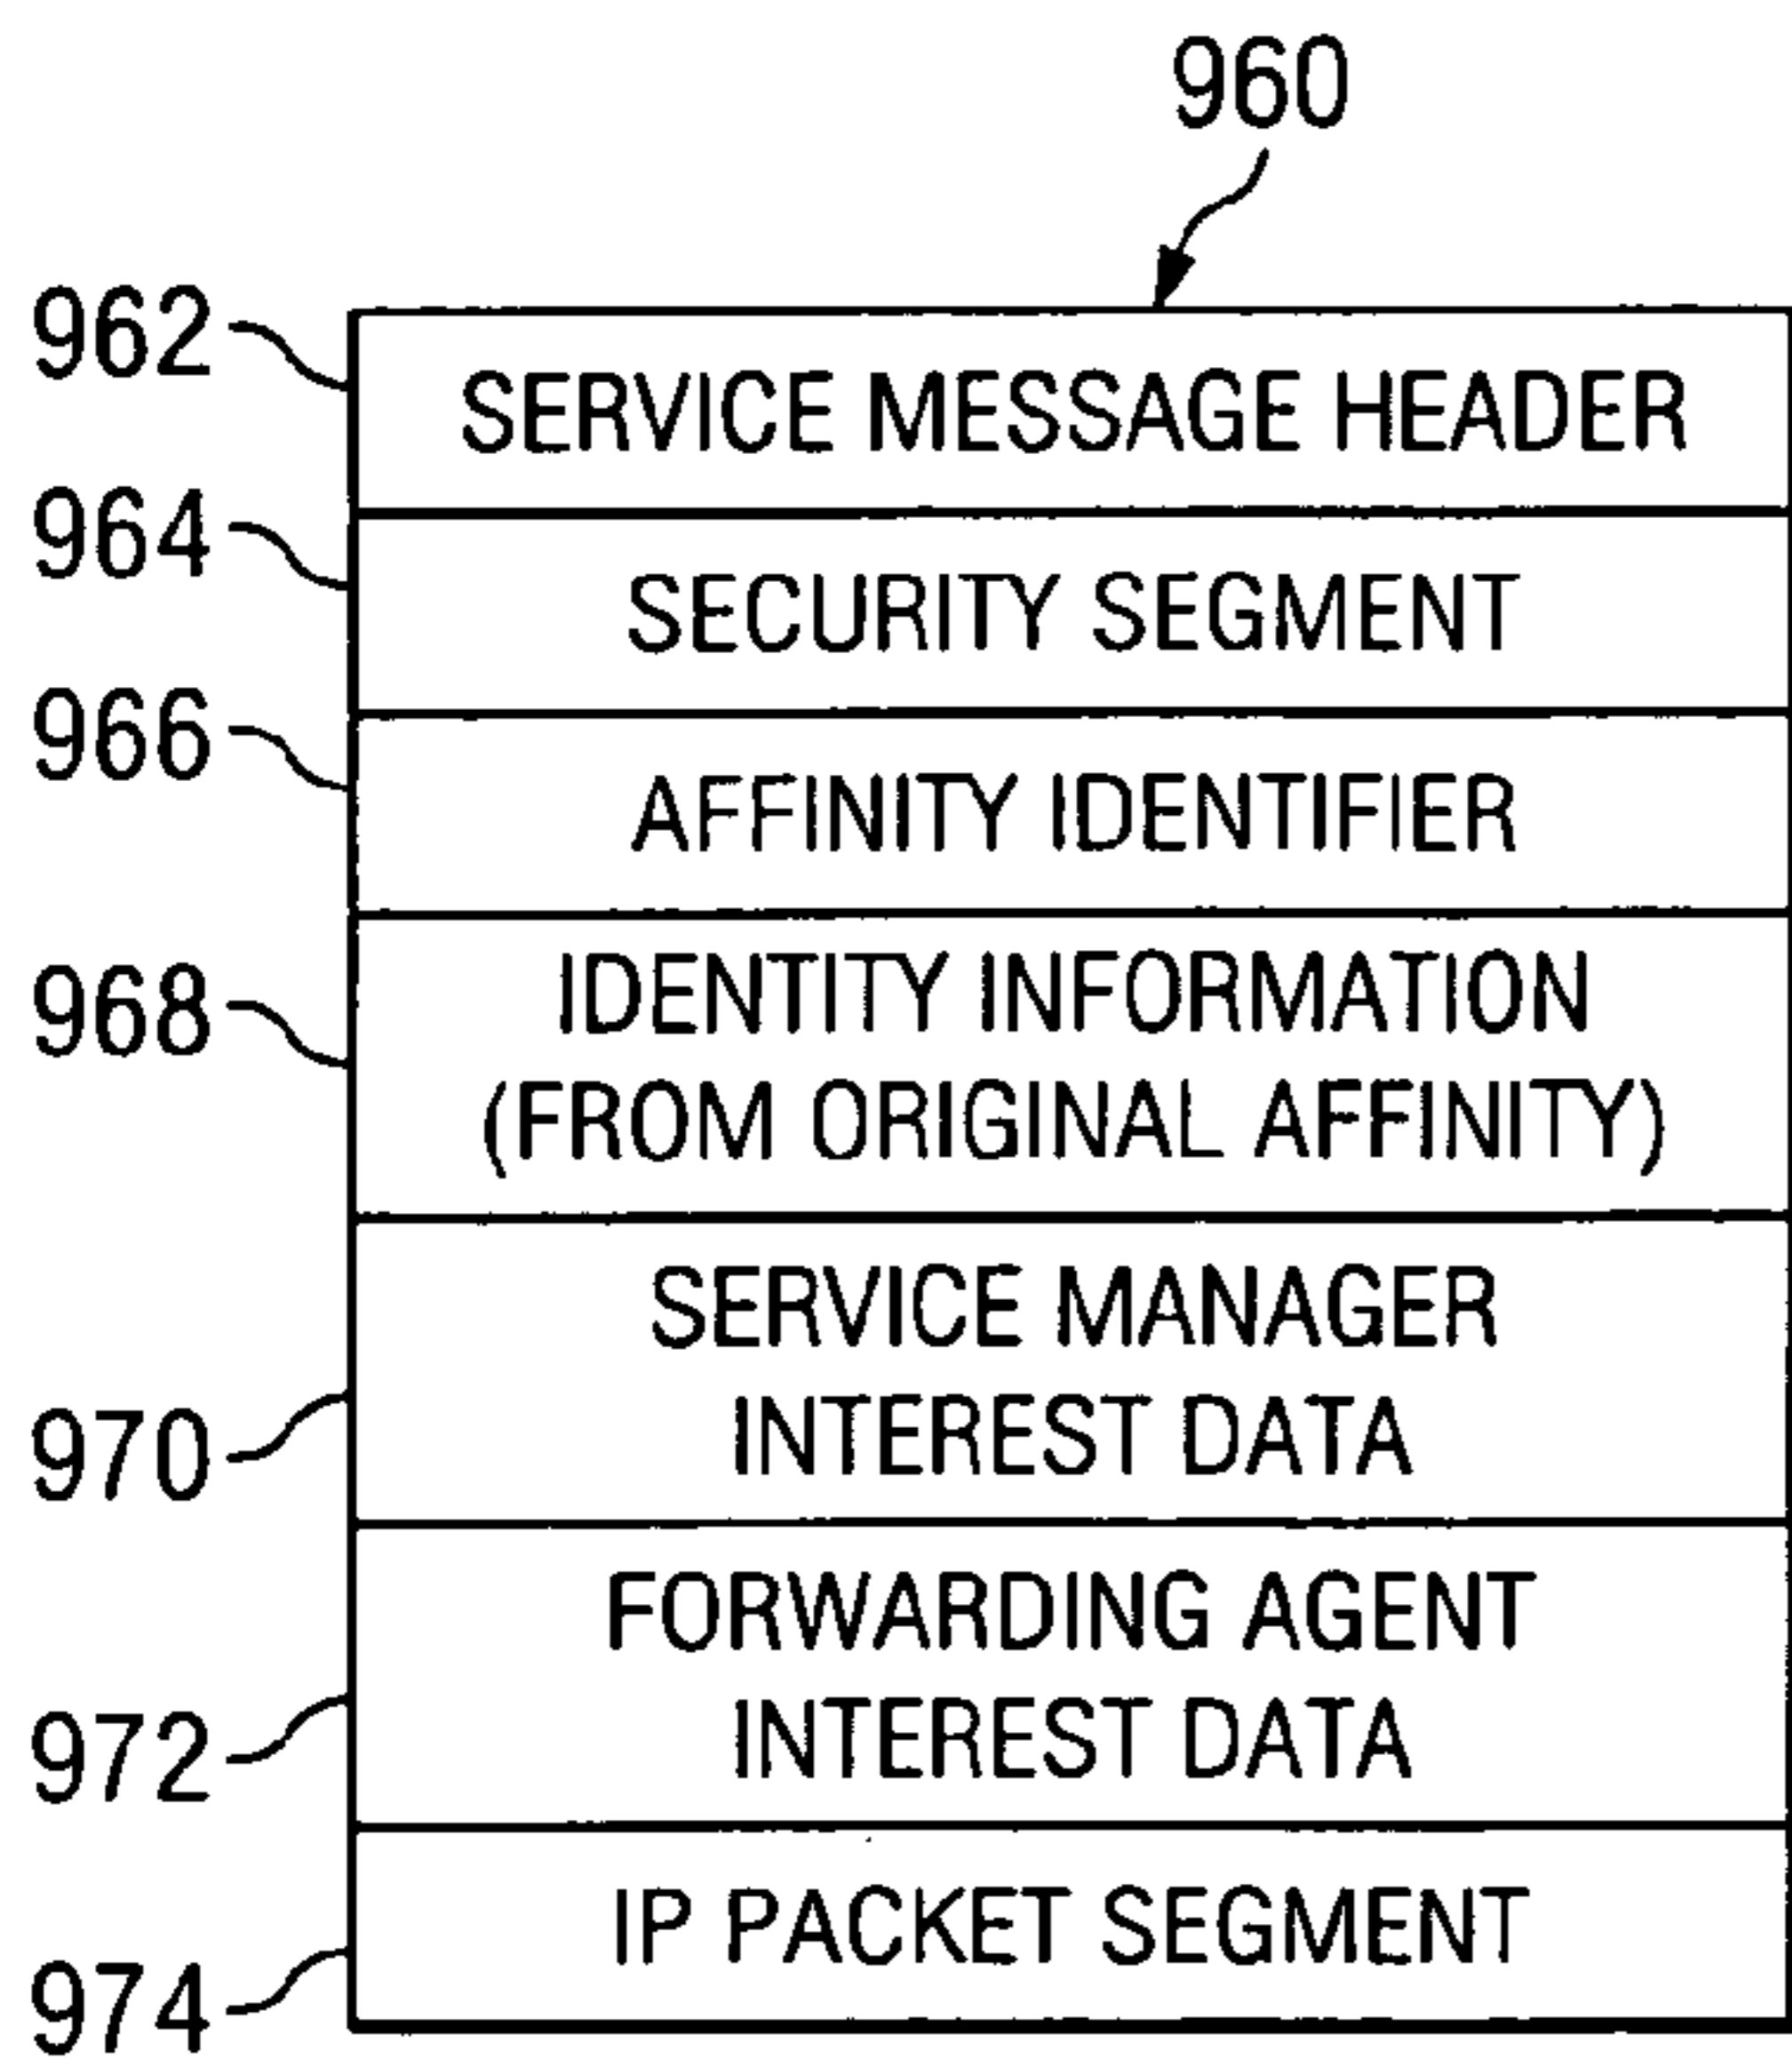 960
962
SERVICE MESSAGE HEADER
964
SECURITY SEGMENT
966
AFFINITY IDENTIFIER
968
IDENTITY INFORMATION
(FROM ORIGINAL AFFINITY)
970
SERVICE MANAGER
INTEREST DATA
972
FORWARDING AGENT
INTEREST DATA
974
IP PACKET SEGMENT